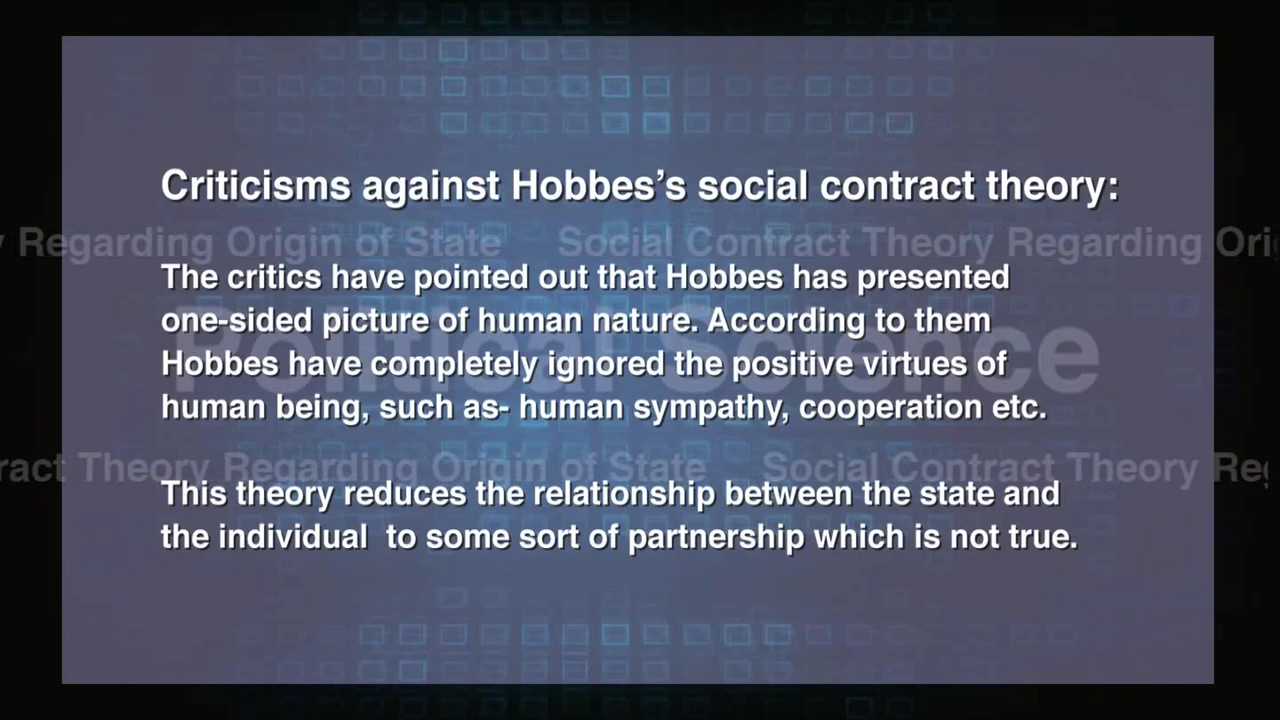 Criticisms against Hobbes’s social contract theory:
y Regarding Origin of State Social Contract Theory Regarding Ori
The critics have pointed out that Hobbes has presented
one-sided picture of human nature. According to them
Political Science
Hobbes have completely ignored the positive virtues of
human being, such as- human sympathy, cooperation etc.
ract Theory Regarding Origin of State Social Contract Theory Reg
This theory reduces the relationship between the state and
the individual  to some sort of partnership which is not true.